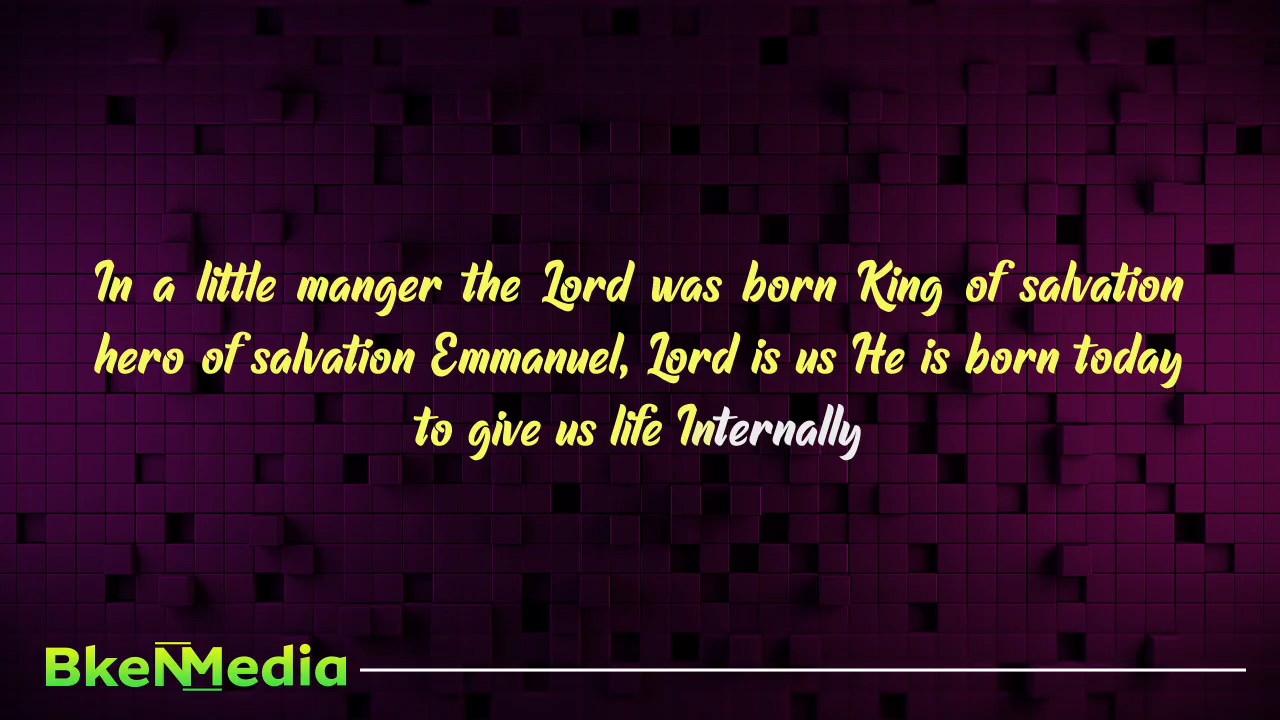 In a little manger the Lord was born King of salvation
hero of salvation Emmanuel, Lord is us He is born today
to give us life Internally
BkeNMedia